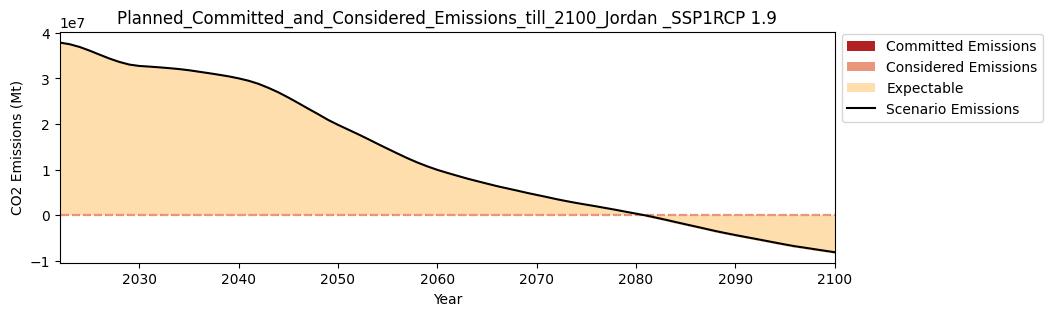 Planned_Committed_and_Considered_Emissions_till_2100_Jordan _SSP1RCP 1.9
1e7
4
3
2
1
0
−1
CO2 Emissions (Mt)
2030 2040 2050 2060 2070 2080 2090 2100
Year
Committed Emissions
Considered Emissions
Expectable
Scenario Emissions